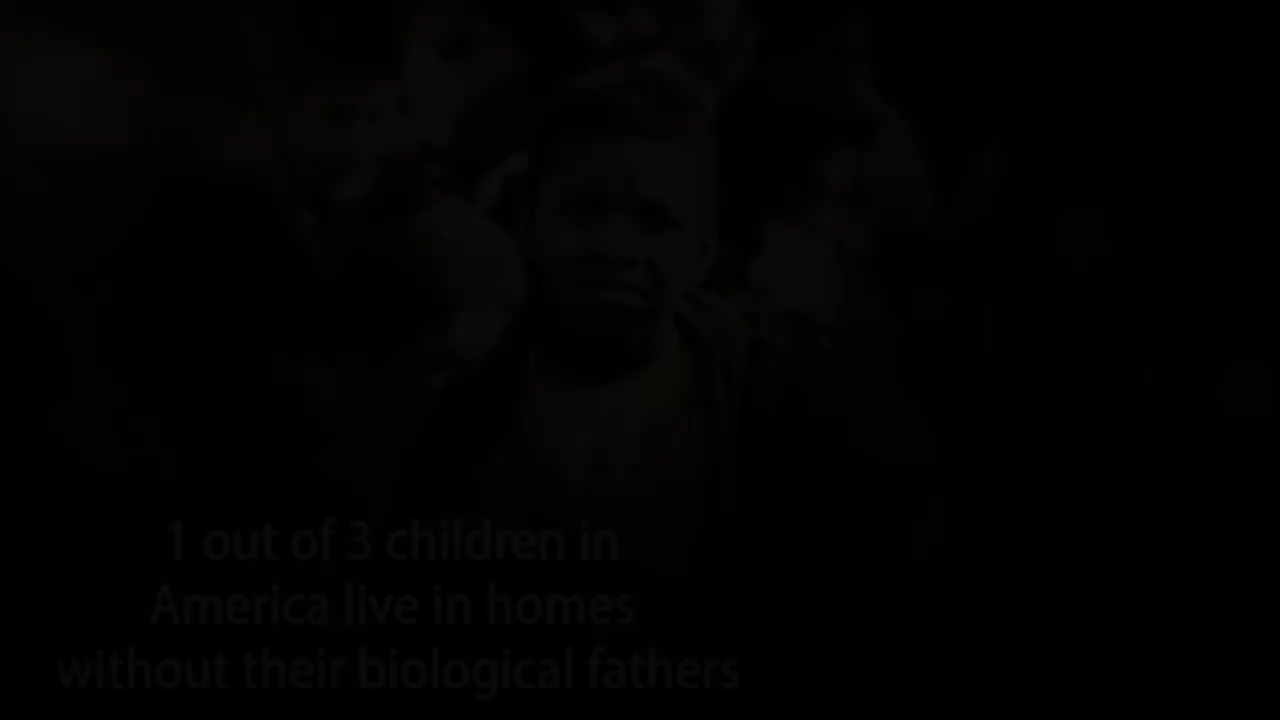 1 out of 3 children in
America live in homes
without their biological fathers